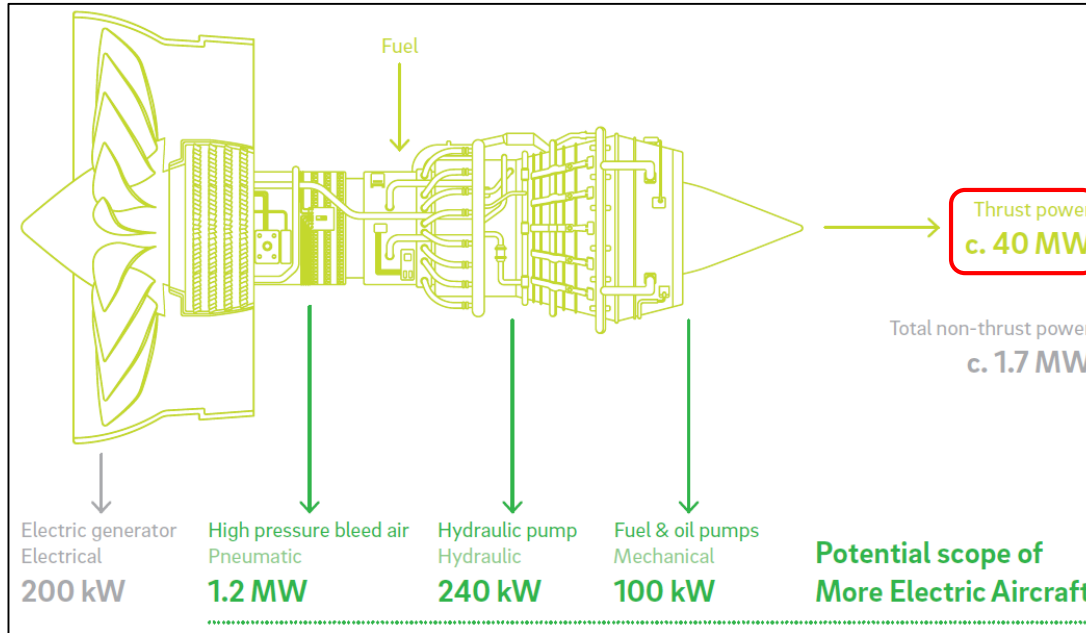 Fuel
Thrust power
c. 40 MW
Total non-thrust power
c. 1.7 MW
Electric generator
Electrical
200 kW
High pressure bleed air
Pneumatic
1.2 MW
Hydraulic pump
Hydraulic
240 kW
Fuel & oil pumps
Mechanical
100 kW
Potential scope of
More Electric Aircraft